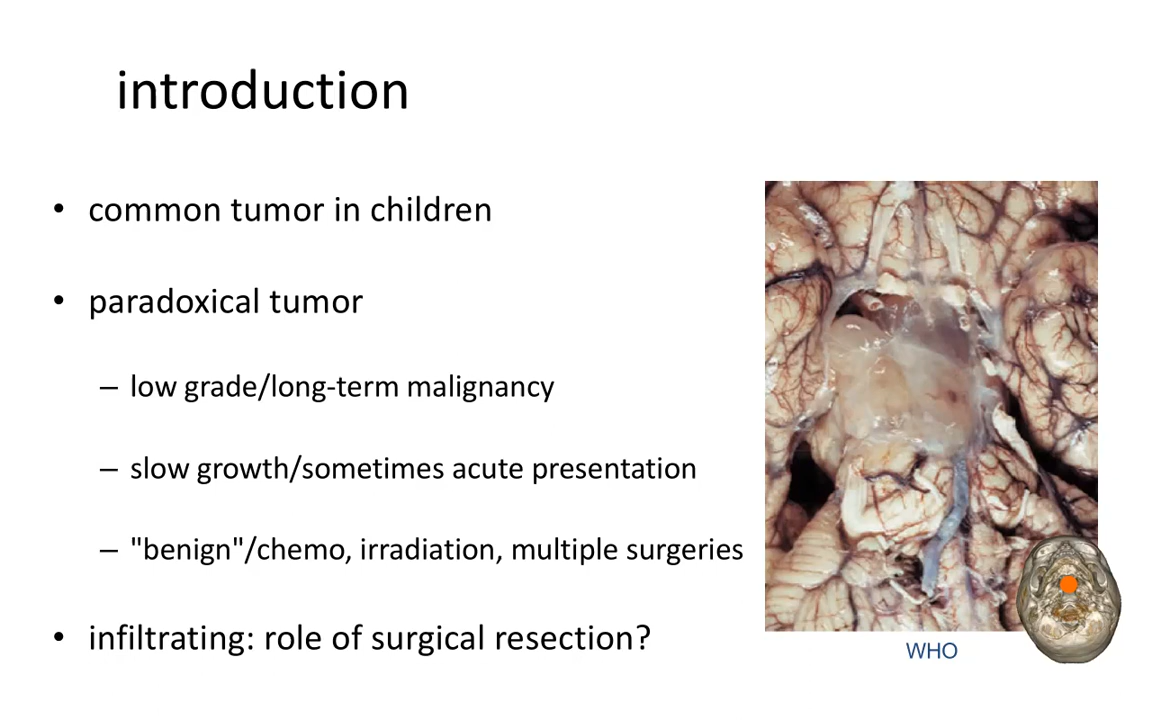 introduction
• common tumor in children
• paradoxical tumor
– low grade/long-term malignancy
– slow growth/sometimes acute presentation
– "benign"/chemo, irradiation, multiple surgeries
• infiltrating: role of surgical resection?
WHO